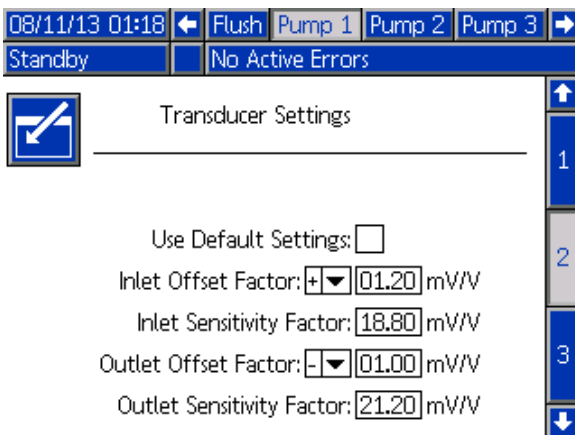 08/11/13 01:18 Flush Pump 1 Pump 2 Pump 3
Standby No Active Errors
Transducer Settings
1
Use Default Settings:
2
Inlet Offset Factor: + 01.20 mV/V
Inlet Sensitivity Factor: 18.80 mV/V
3
Outlet Offset Factor: - 01.00 mV/V
Outlet Sensitivity Factor: 21.20 mV/V